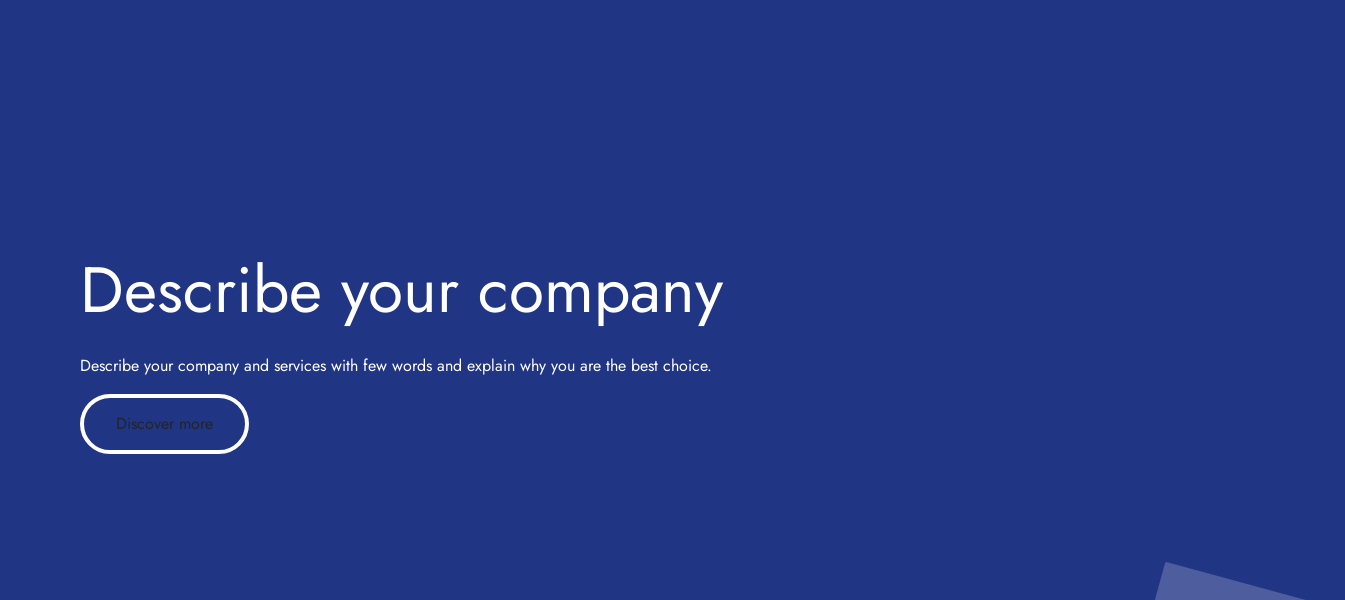 Describe your company
Describe your company and services with few words and explain why you are the best choice.
Discover more